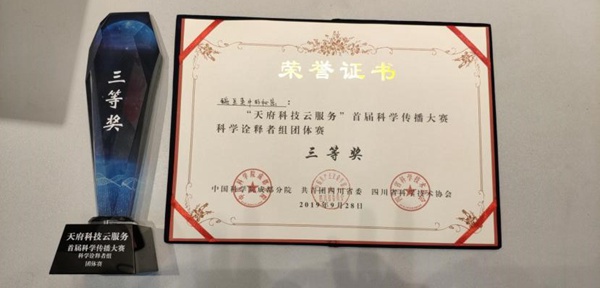 三等奖
天府科技云服务
首届科学传播大赛
科学诠释者组
团体赛
荣誉证书
“天府科技云服务”首届科学传播大赛
科学诠释者组团体赛
三等奖
中国科学院成都分院 共青团四川省委 四川省科学技术协会
2019年9月28日